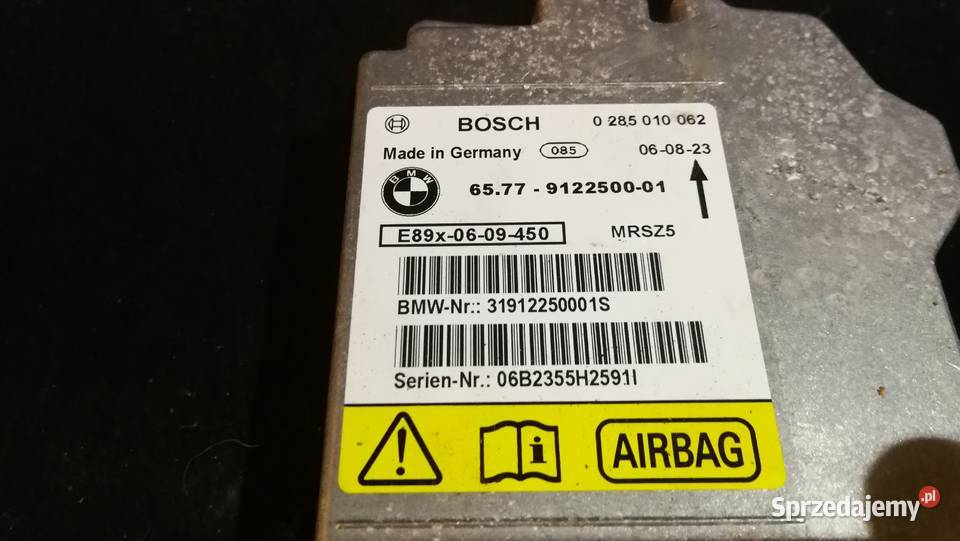 BOSCH 0 285 010 062
Made in Germany 085 06-08-23
BMW 65.77 - 9122500-01
E89x-06-09-450 MRSZ5
BMW-Nr.: 31912250001S
Serien-Nr.: 06B2355H2591I
! i AIRBAG
Sprzedajemy.pl